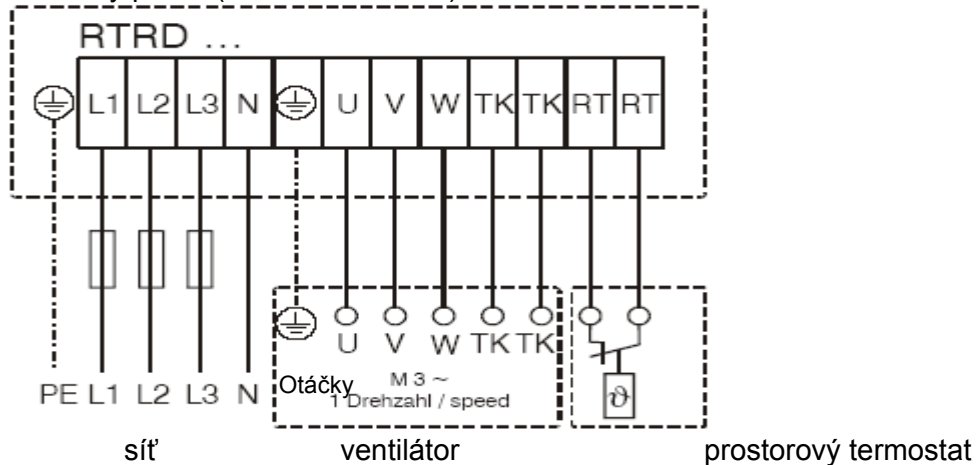 RTRD ...
L1 L2 L3 N U V W TK TK RT RT
U V W TK TK
PE L1 L2 L3 N
Otáčky
M 3 ~
1 Drehzahl / speed
ϑ
síť ventilátor prostorový termostat